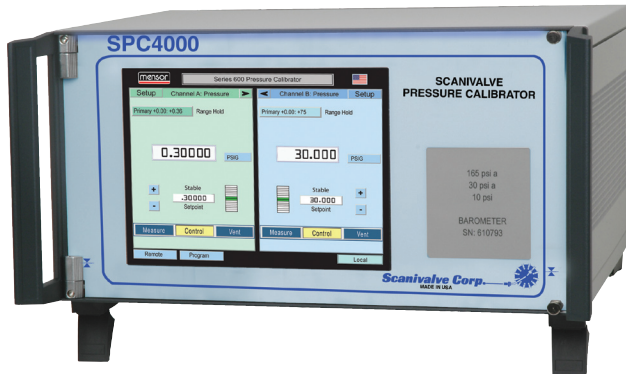 SPC4000
mensor
Series 600 Pressure Calibrator
Setup Channel A: Pressure
Channel B: Pressure Setup
Primary +0.00: +0.30 Range Hold
Primary +0.00: +75 Range Hold
0.30000 PSIG
30.000 PSIG
+ Stable
.30000
- Setpoint
Stable +
30.000
Setpoint -
Measure Control Vent
Measure Control Vent
Remote Program
Local
SCANIVALVE
PRESSURE CALIBRATOR
165 psi a
30 psi a
10 psi
BAROMETER
SN: 610793
Scanivalve Corp.
MADE IN USA